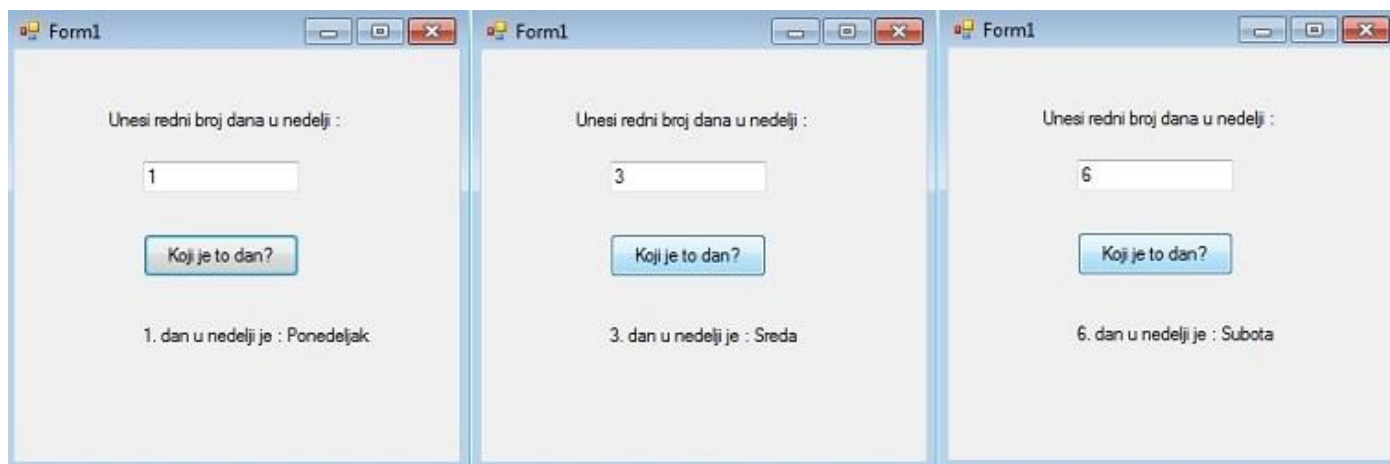 Form1
Unesi redni broj dana u nedelji :
1
Koji je to dan?
1. dan u nedelji je : Ponedeljak
Form1
Unesi redni broj dana u nedelji :
3
Koji je to dan?
3. dan u nedelji je : Sreda
Form1
Unesi redni broj dana u nedelji :
6
Koji je to dan?
6. dan u nedelji je : Subota